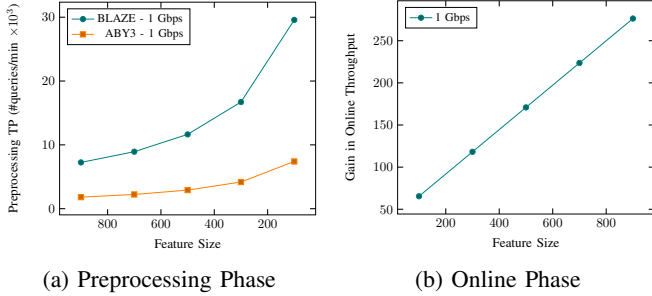 BLAZE - 1 Gbps
ABY3 - 1 Gbps
Preprocessing TP (#queries/min ×10³)
30
20
10
0
800 600 400 200
Feature Size
(a) Preprocessing Phase
1 Gbps
Gain in Online Throughput
250
200
150
100
50
200 400 600 800
Feature Size
(b) Online Phase